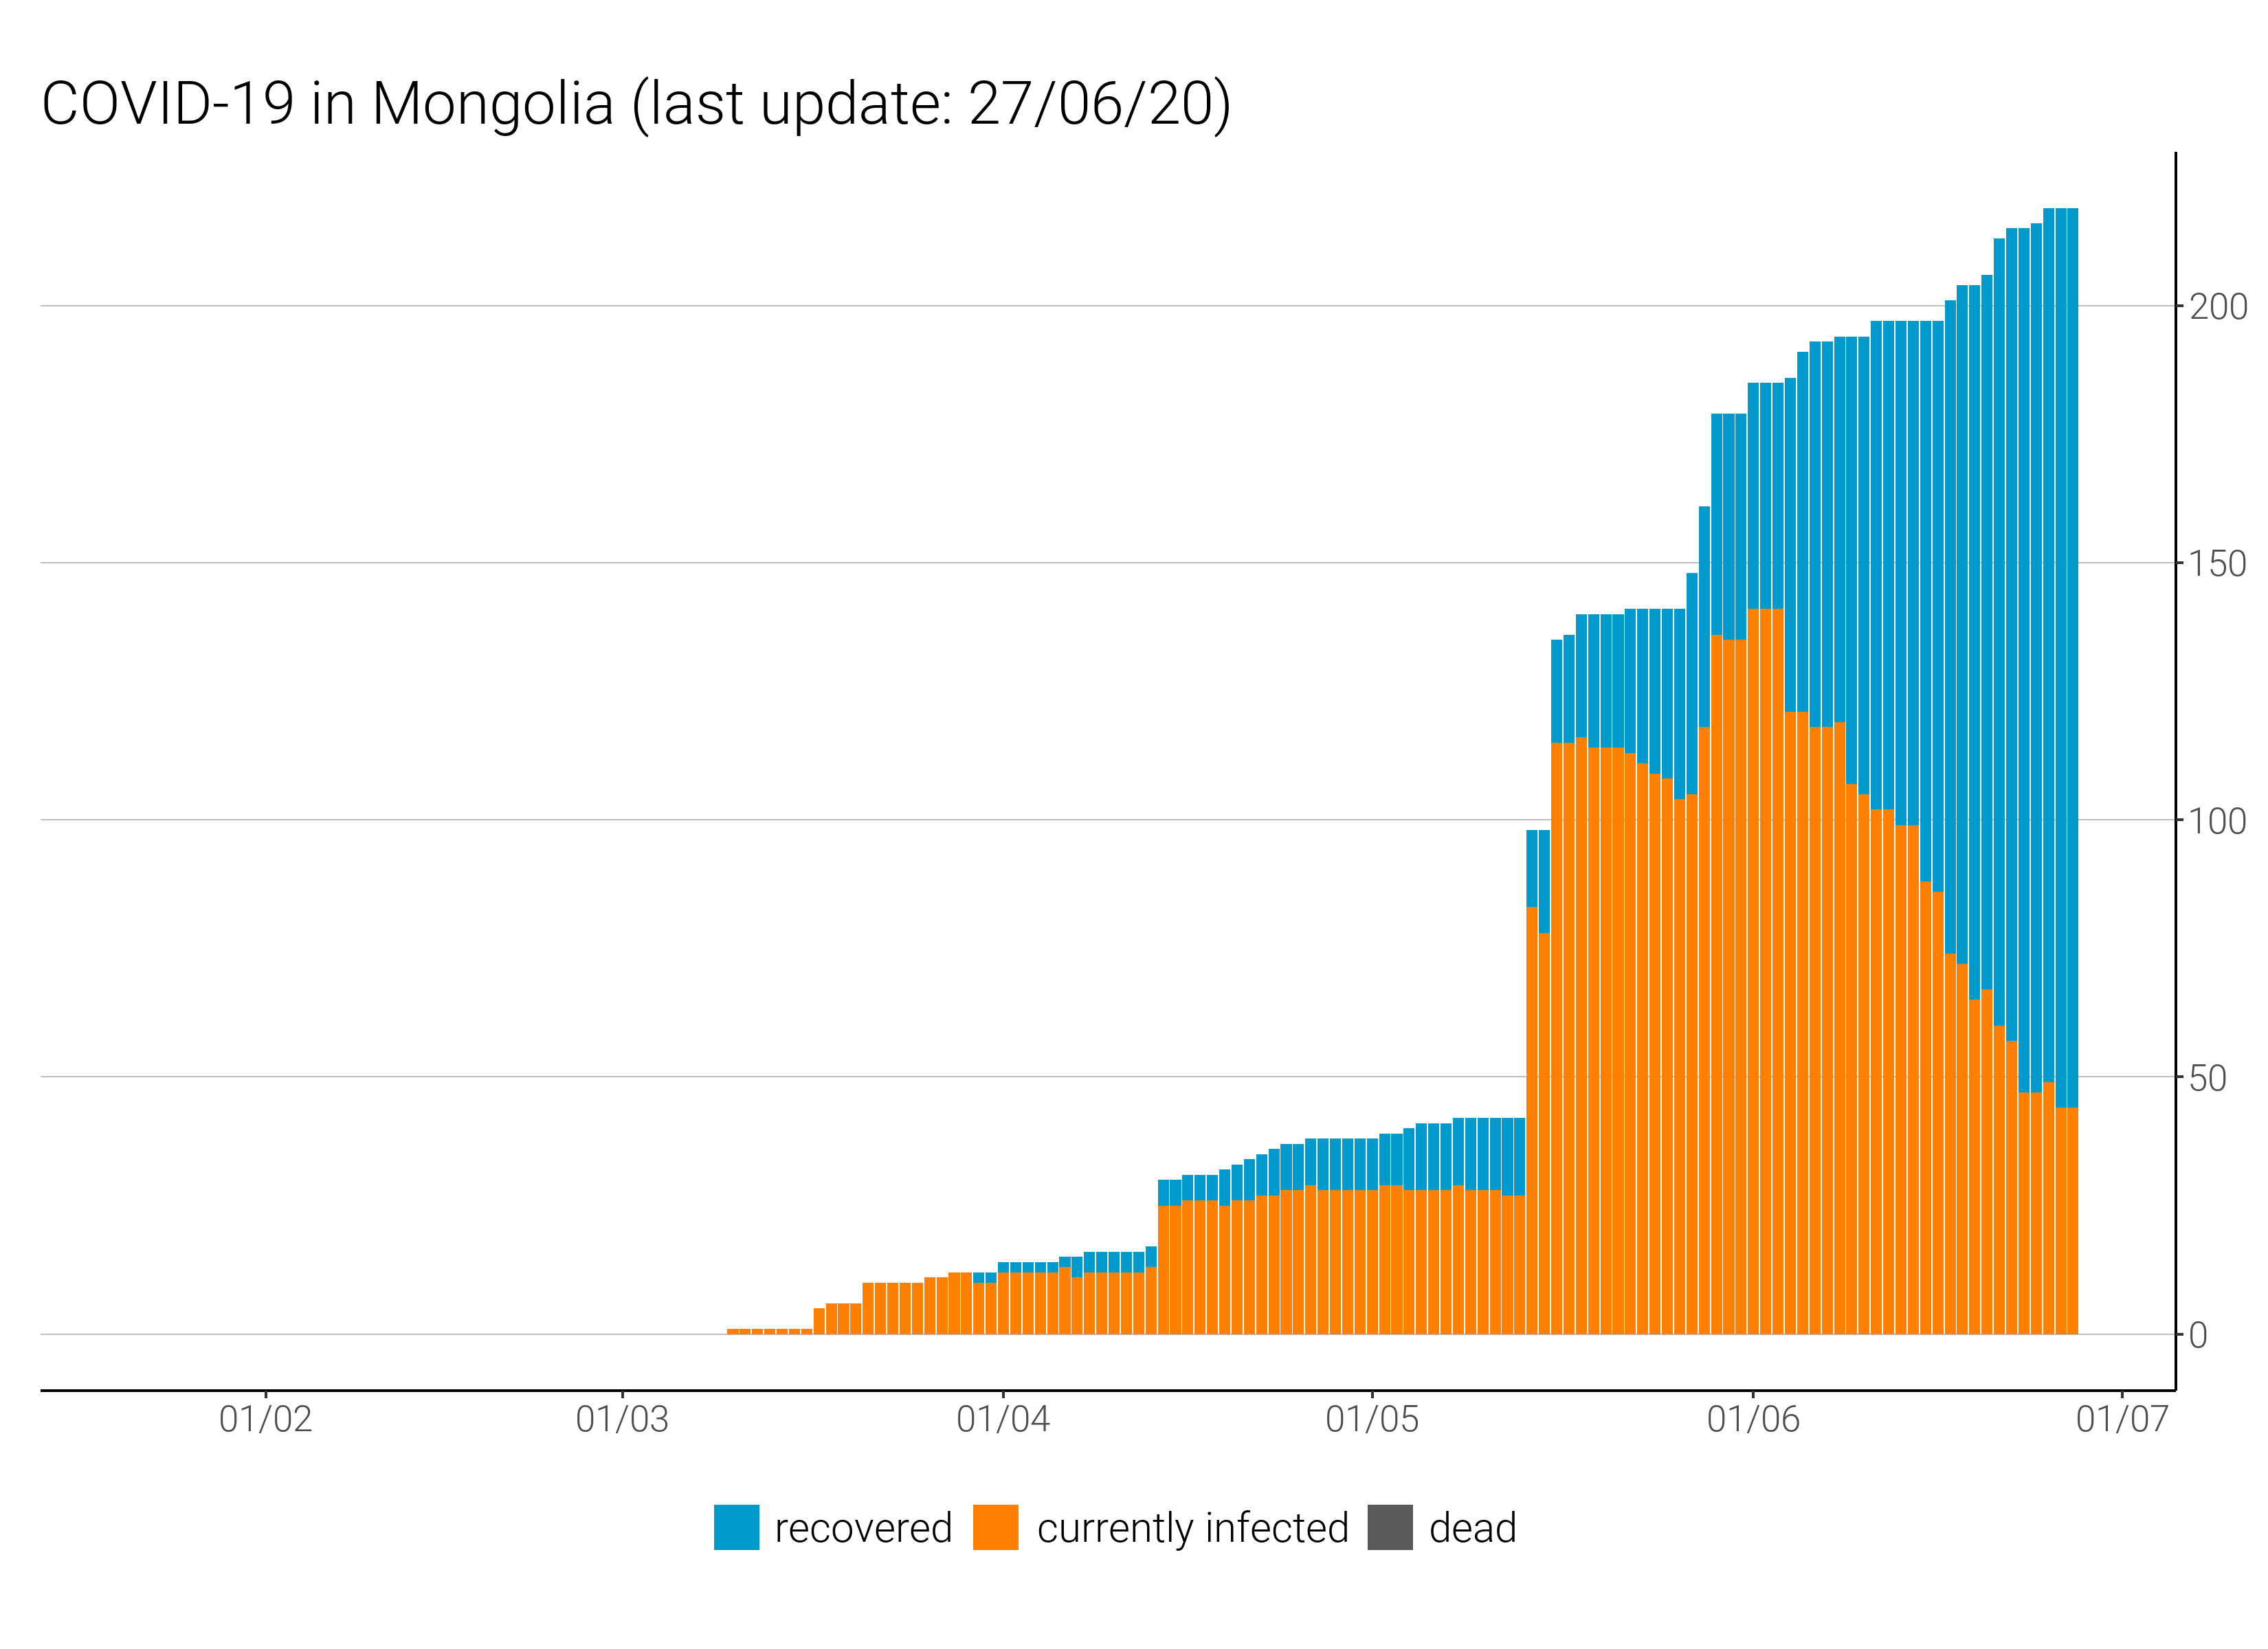 COVID-19 in Mongolia (last update: 27/06/20)
200
150
100
50
0
01/02 01/03 01/04 01/05 01/06 01/07
recovered currently infected dead